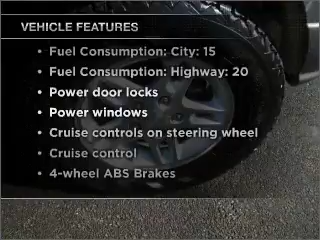 VEHICLE FEATURES
• Fuel Consumption: City: 15
• Fuel Consumption: Highway: 20
• Power door locks
• Power windows
• Cruise controls on steering wheel
• Cruise control
• 4-wheel ABS Brakes